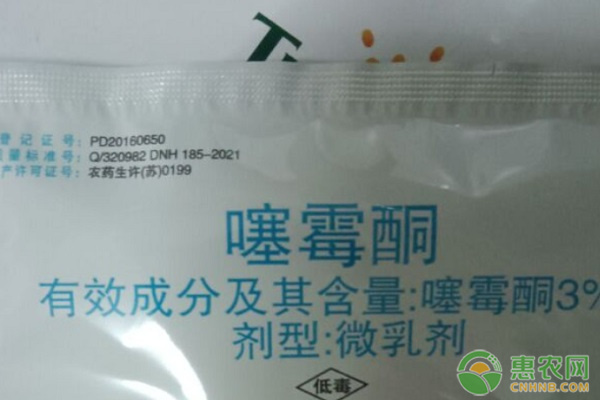 登记证号: PD20160650
质量标准号: Q/320982 DNH 185-2021
产许可证号: 农药生许(苏)0199
噻霉酮
有效成分及其含量:噻霉酮3%
剂型:微乳剂
低毒
惠农网
CNHNB.COM